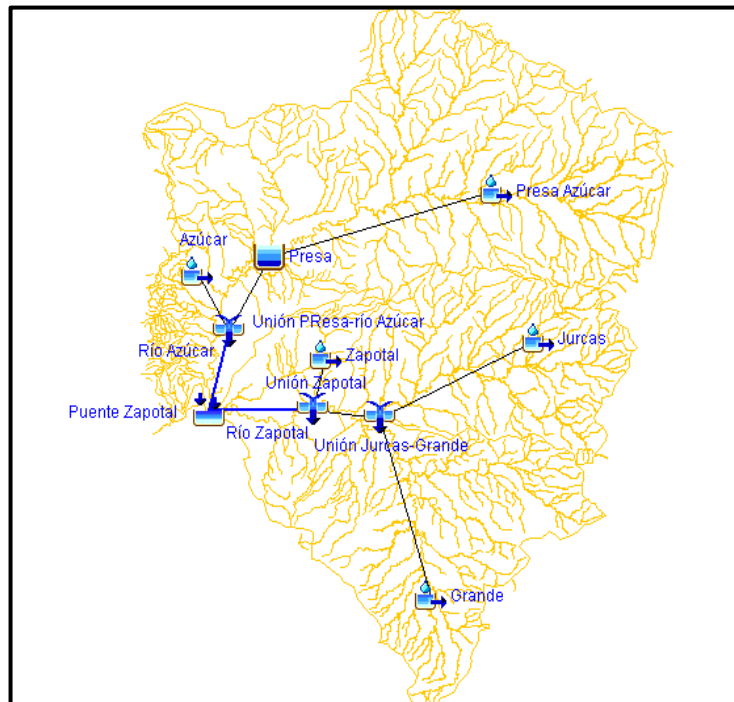 Presa Azúcar
Azúcar
Presa
Unión PResa-río Azúcar
Río Azúcar
Jurcas
Zapotal
Unión Zapotal
Puente Zapotal
Río Zapotal
Unión Jurcas-Grande
Grande